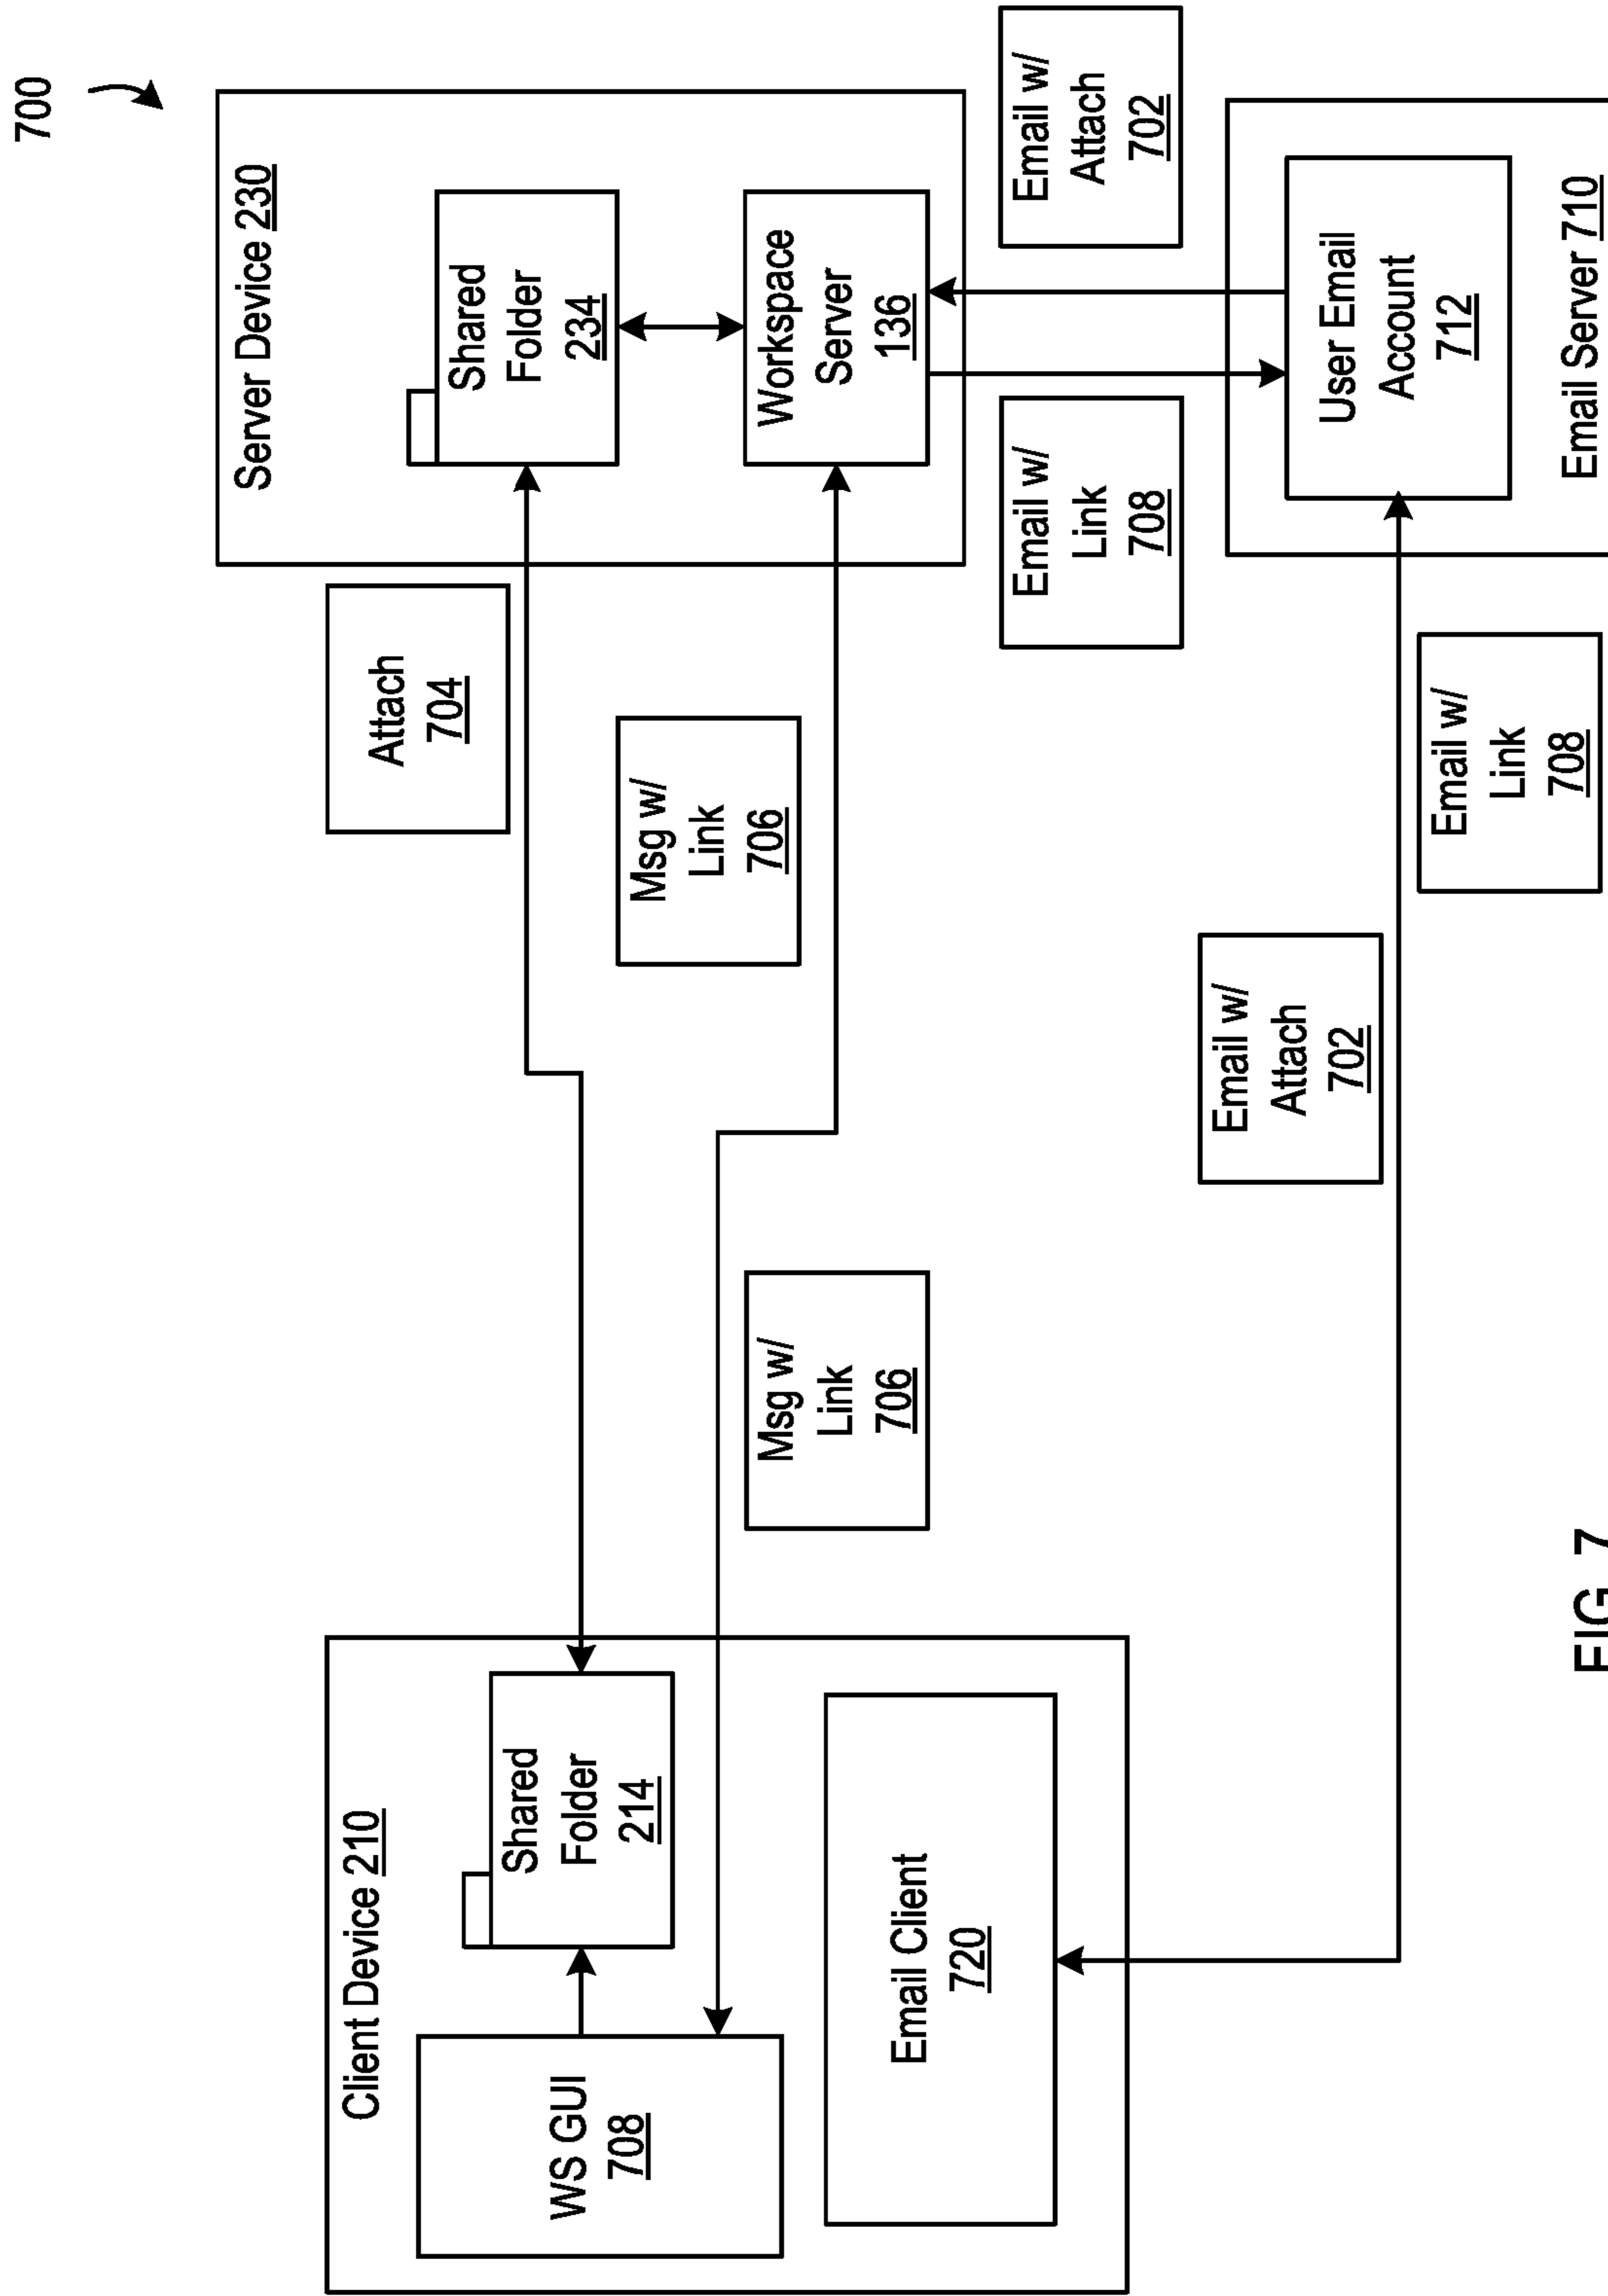 700
Client Device 210
WS GUI
708
Shared
Folder
214
Email Client
720
Msg w/
Link
706
Email w/
Attach
702
Attach
704
Msg w/
Link
706
Email w/
Link
708
Server Device 230
Shared
Folder
234
Workspace
Server
136
Email w/
Link
708
Email w/
Attach
702
User Email
Account
712
Email Server 710
FIG. 7